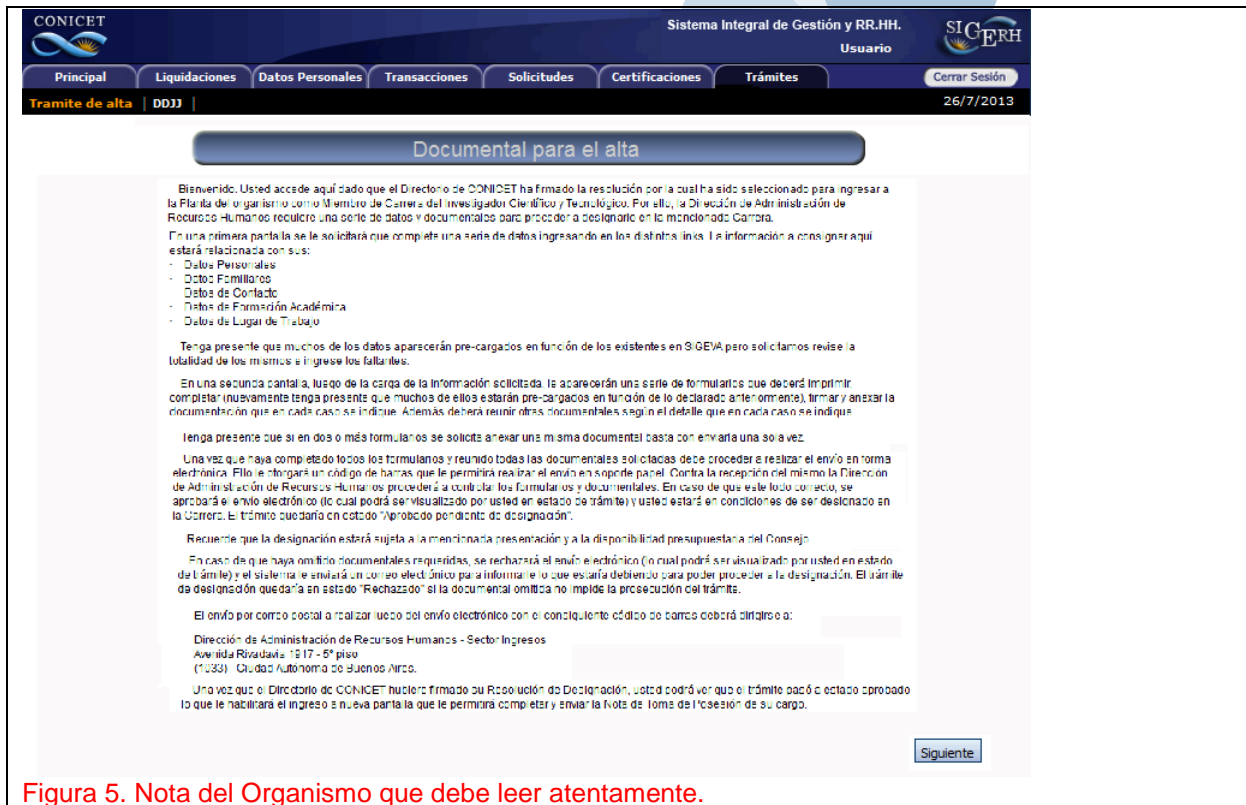 CONICET
Sistema Integral de Gestión y RR.HH.
Usuario
SIGERH
Principal Liquidaciones Datos Personales Transacciones Solicitudes Certificaciones Trámites Cerrar Sesión
Tramite de alta | DDJJ | 26/7/2013
Documental para el alta
Bienvenido. Usted accede aquí dado que el Directorio de CONICET ha firmado la resolución por la cual ha sido seleccionado para ingresar a
la Planta del organismo como Miembro de Carrera del Investigador Científico y Tecnológico. Por ello, la Dirección de Administración de
Recursos Humanos requiere una serie de datos y documentales para proceder a designarlo en la mencionada Carrera.
En una primera pantalla se le solicitará que complete una serie de datos ingresando en los distintos links. La información a consignar aquí
estará relacionada con sus:
- Datos Personales
- Datos Familiares
Datos de Contacto
- Datos de Formación Académica
- Datos de Lugar de Trabajo
Tenga presente que muchos de los datos aparecerán pre-cargados en función de los existentes en SIGEVA pero solicitamos revise la
totalidad de los mismos e ingrese los faltantes.
En una segunda pantalla, luego de la carga de la información solicitada, le aparecerán una serie de formularios que deberá imprimir,
completar (nuevamente tenga presente que muchos de ellos estarán pre-cargados en función de lo declarado anteriormente), firmar y anexar la
documentación que en cada caso se indique. Además deberá reunir otras documentales según el detalle que en cada caso se indique
Tenga presente que si en dos o más formularios se solicita anexar una misma documental basta con enviarla una sola vez.
Una vez que haya completado todos los formularios y reunido todas las documentales solicitadas debe proceder a realizar el envío en forma
electrónica. Ello le otorgará un código de barras que le permitirá realizar el envío en soporte papel. Contra la recepción del mismo la Dirección
de Administración de Recursos Humanos procederá a controlar los formularios y documentales. En caso de que este todo correcto, se
aprobará el envío electrónico (lo cual podrá ser visualizado por usted en estado de trámite) y usted estará en condiciones de ser designado en
la Carrera. El trámite quedaría en estado "Aprobado pendiente de designación".
Recuerde que la designación estará sujeta a la mencionada presentación y a la disponibilidad presupuestaria del Consejo
En caso de que haya omitido documentales requeridas, se rechazará el envío electrónico (lo cual podrá ser visualizado por usted en estado
de trámite) y el sistema le enviará un correo electrónico para informarle lo que estaría debiendo para poder proceder a la designación. El trámite
de designación quedaría en estado "Rechazado" si la documental omitida no impide la prosecución del trámite.
El envío por correo postal a realizar luego del envío electrónico con el consiguiente código de barras deberá dirigirse a:
Dirección de Administración de Recursos Humanos - Sector Ingresos
Avenida Rivadavia 1917 - 5° piso
(1033) Ciudad Autónoma de Buenos Aires.
Una vez que el Directorio de CONICET hubiere firmado su Resolución de Designación, usted podrá ver que el trámite pasó a estado aprobado
lo que le habilitará el ingreso a nueva pantalla que le permitirá completar y enviar la Nota de Toma de Posesión de su cargo.
Siguiente
Figura 5. Nota del Organismo que debe leer atentamente.